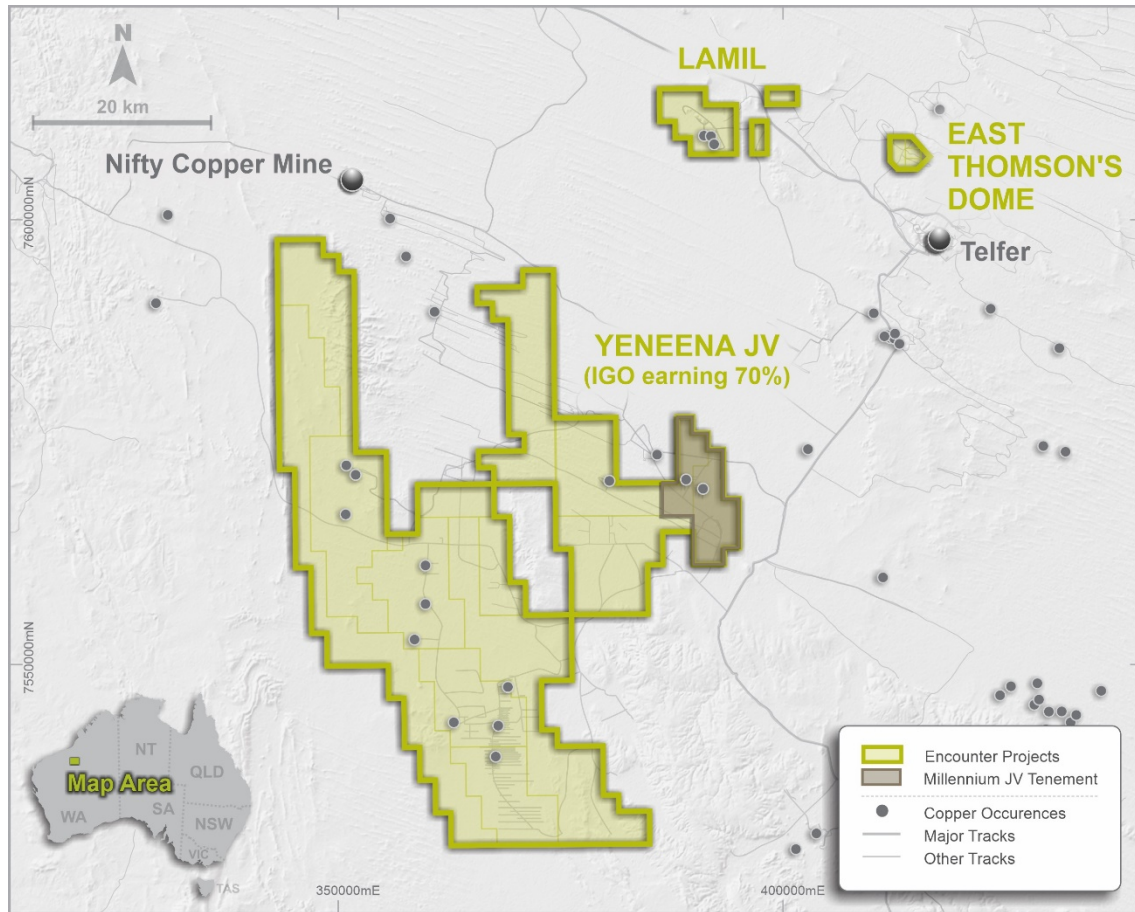 N
20 km
LAMIL
EAST
THOMSON'S
DOME
Nifty Copper Mine
7600000mN
Telfer
YENEENA JV
(IGO earning 70%)
7550000mN
NT
QLD
Map Area
WA
SA
NSW
VIC
TAS
Encounter Projects
Millennium JV Tenement
Copper Occurences
Major Tracks
Other Tracks
350000mE
400000mE